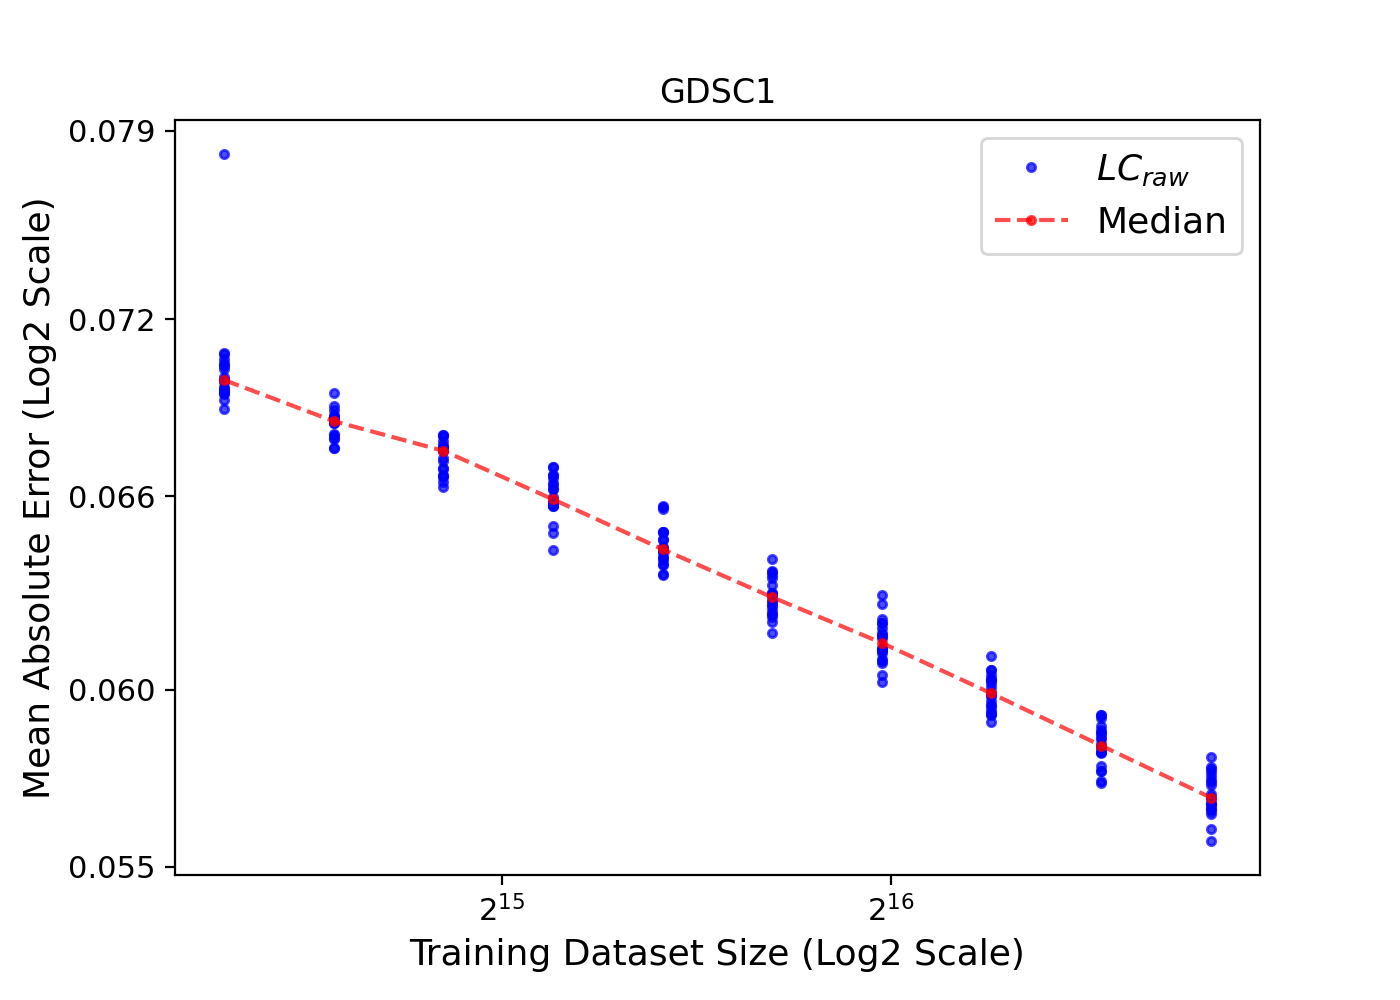 GDSC1
0.079
0.072
0.066
0.060
0.055
Mean Absolute Error (Log2 Scale)
LC_raw
Median
2^15
2^16
Training Dataset Size (Log2 Scale)